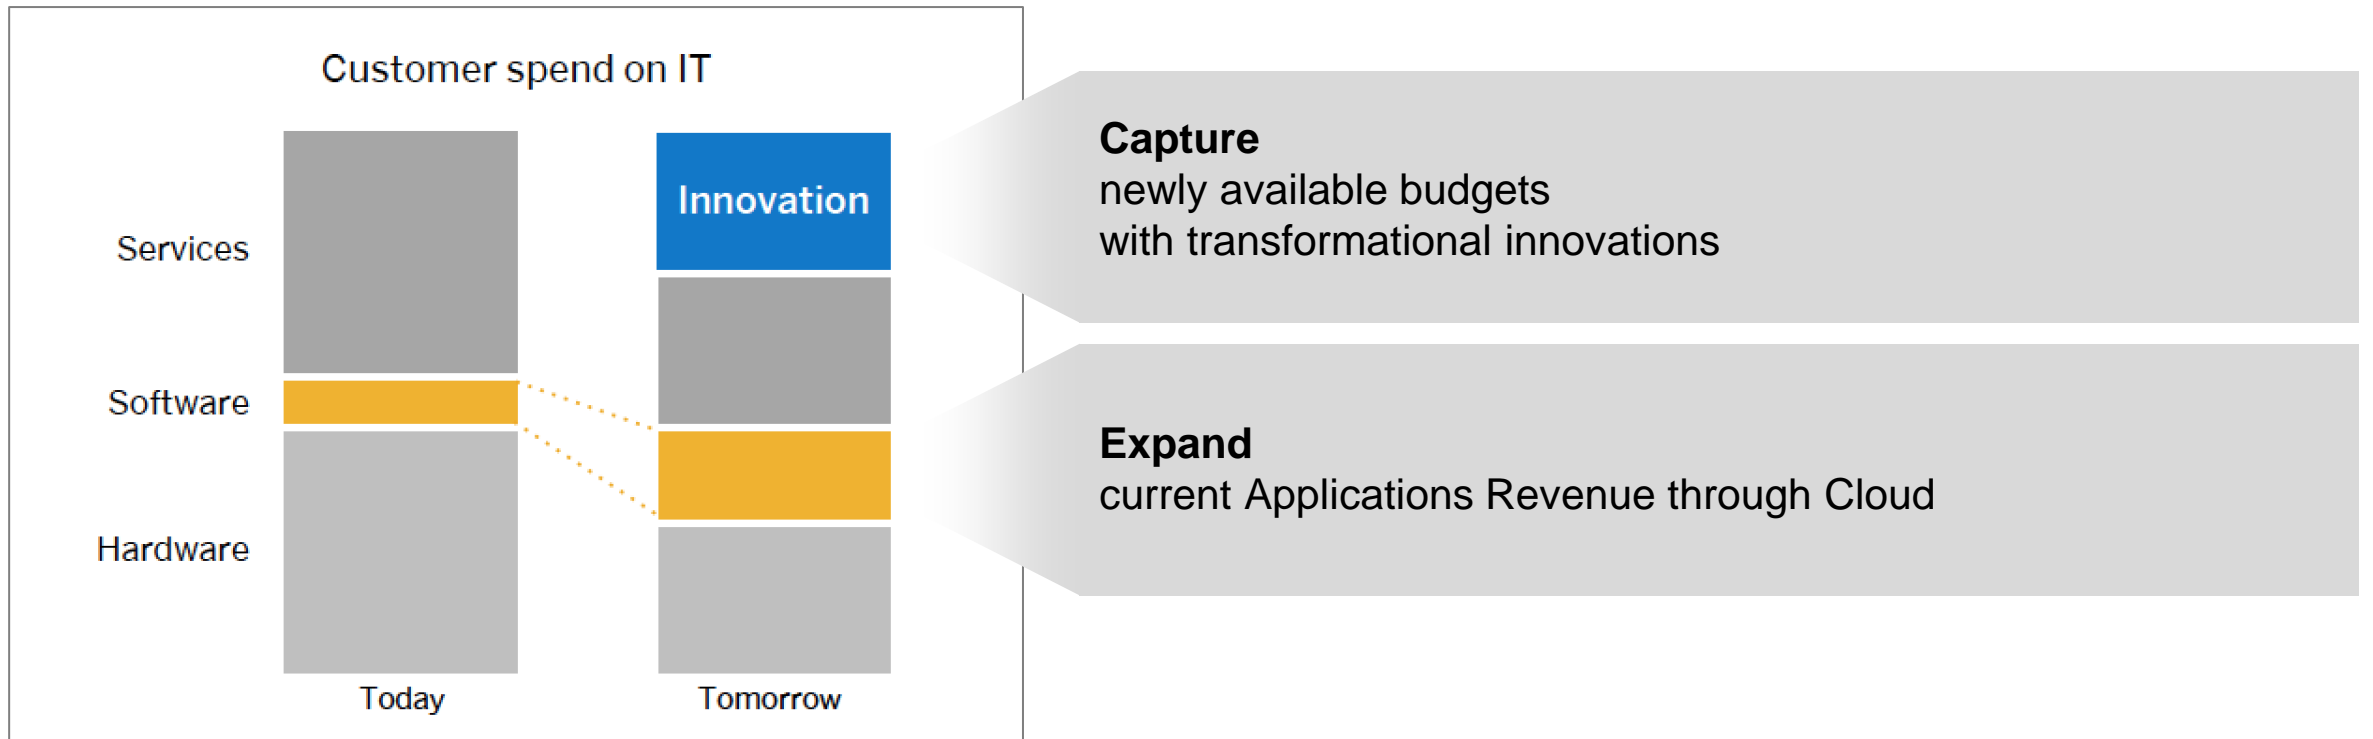 Customer spend on IT
Innovation
Services
Software
Hardware
Today
Tomorrow
Capture
newly available budgets
with transformational innovations
Expand
current Applications Revenue through Cloud